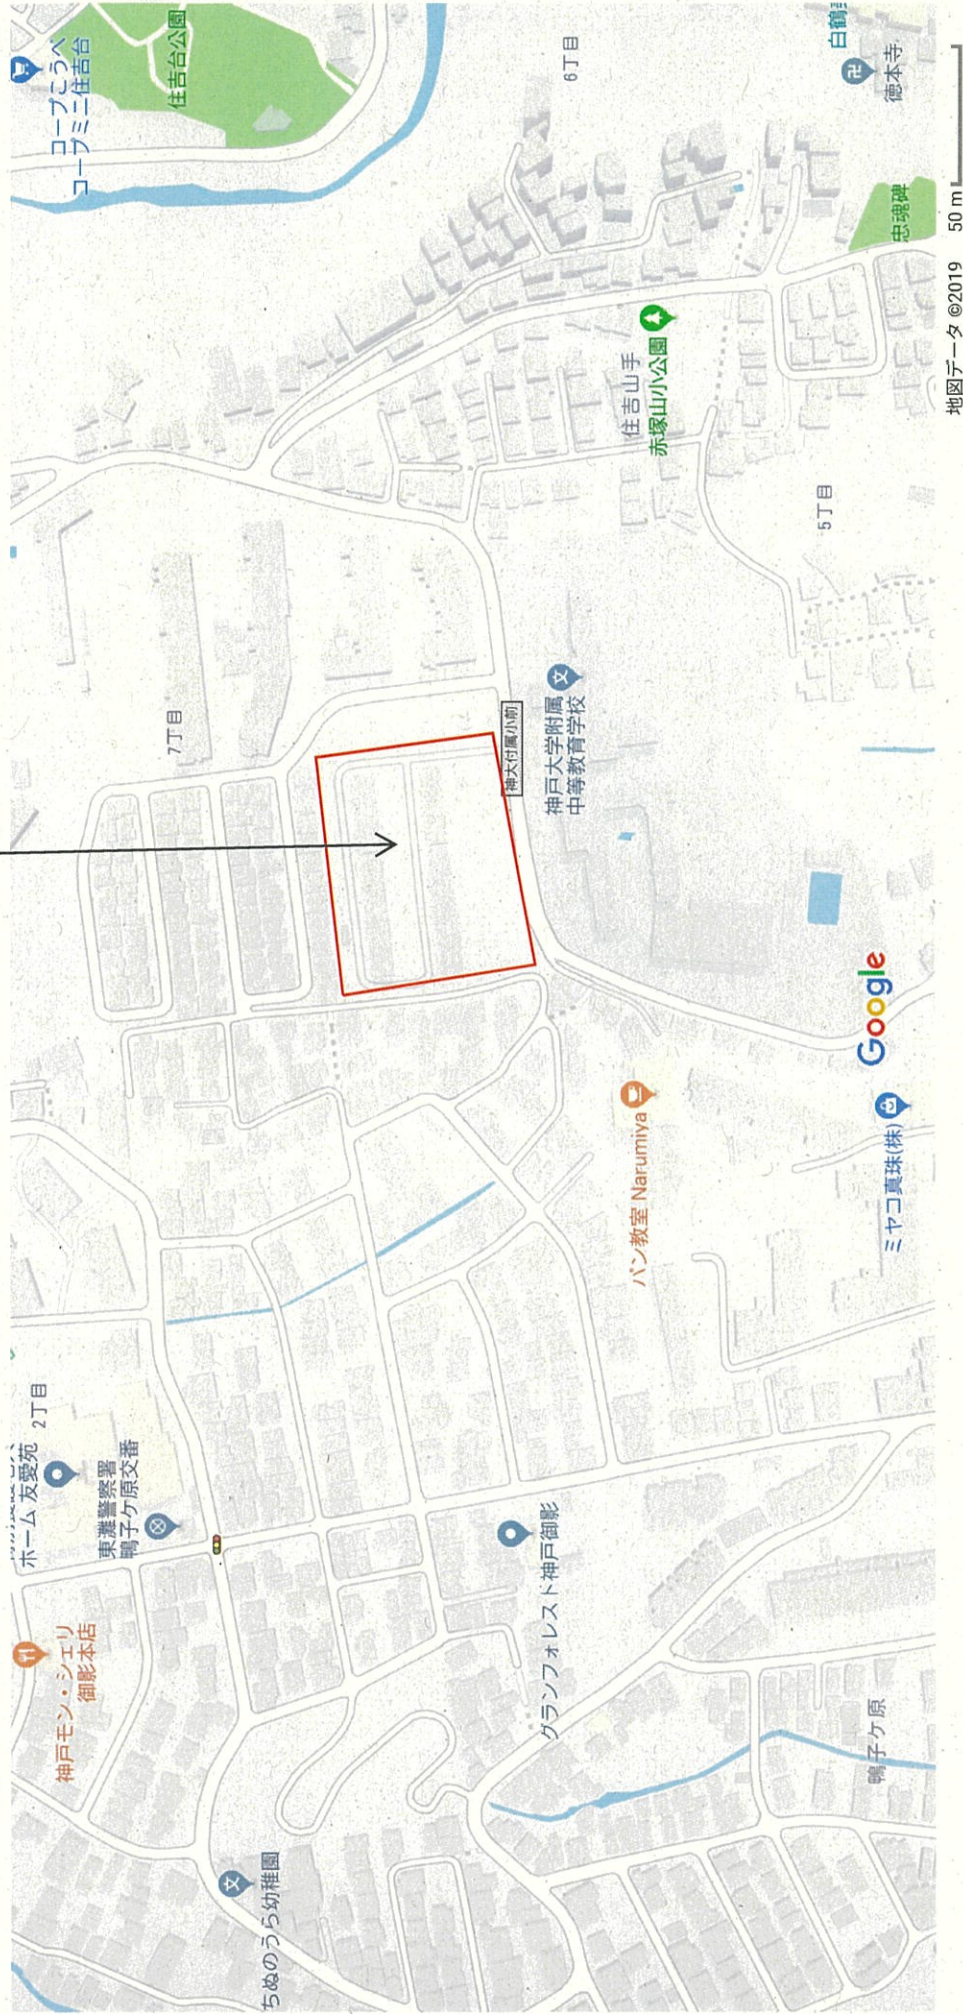 ホーム 友愛苑
2丁目
コープこうべ
コープミニ住吉台
神戸モン・シェリ
御影本店
東灘警察署
鴨子ケ原交番
7丁目
住吉台公園
ちぬのうら幼稚園
神大付属小前
グランフォレスト神戸御影
神戸大学附属
中等教育学校
6丁目
パン教室 Narumiya
住吉山手
赤塚山小公園
5丁目
白鶴
鴨子ケ原
ミヤコ真珠(株)
Google
徳本寺
忠魂碑
地図データ ©2019 50 m